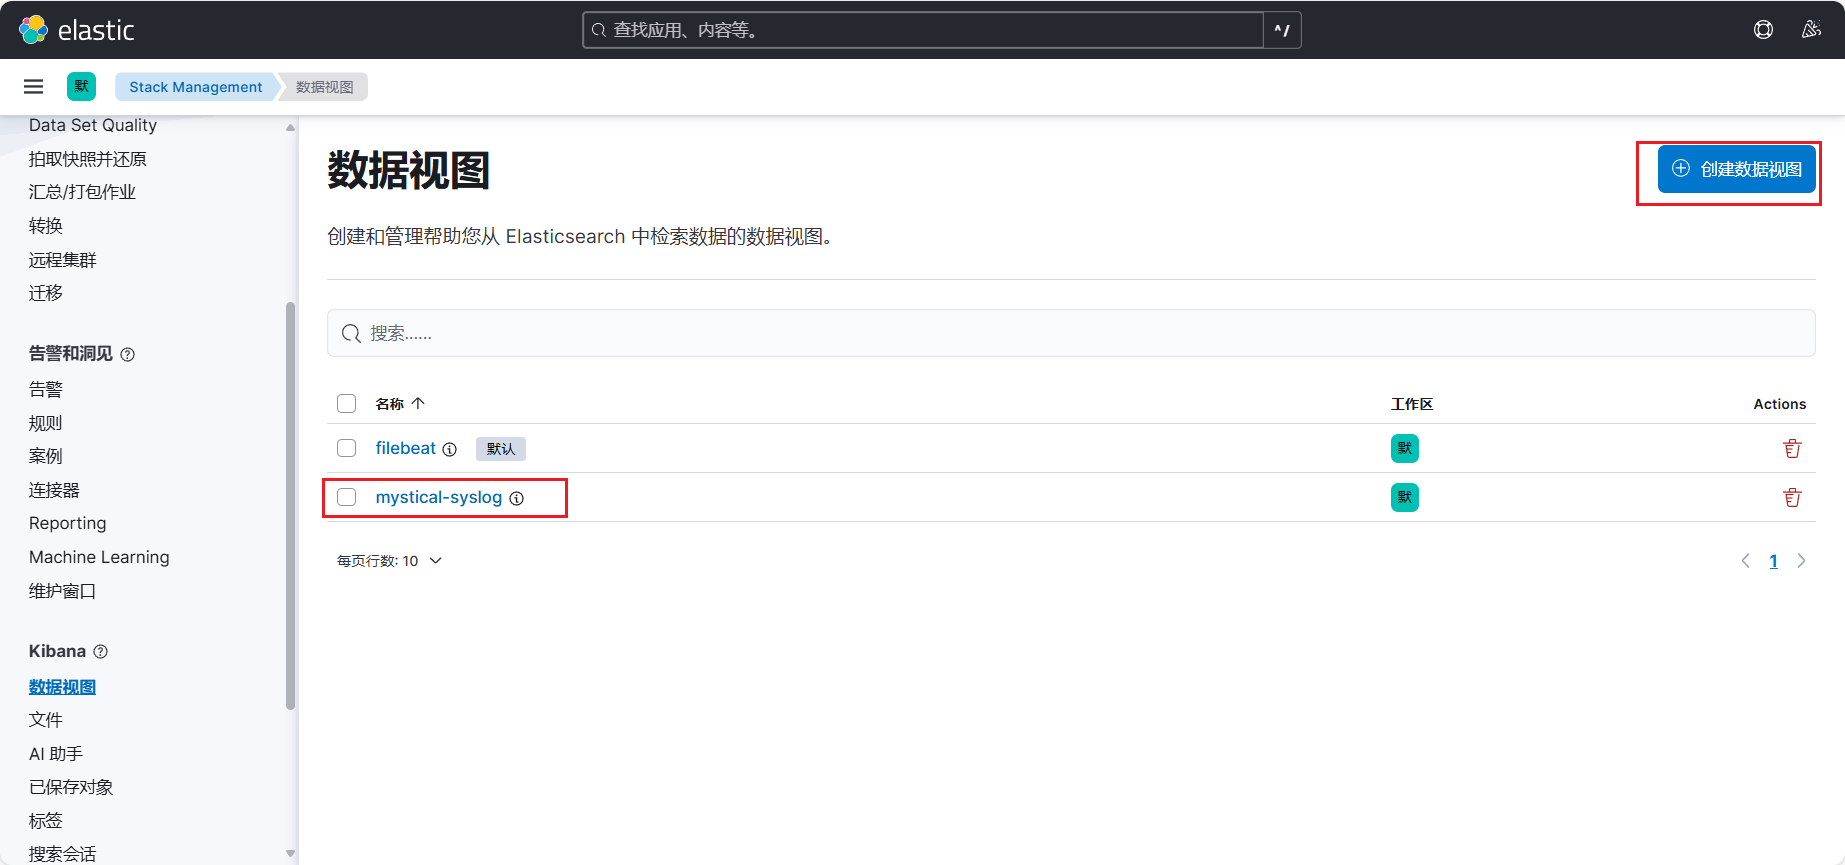 elastic
查找应用、内容等。
^/
默
Stack Management
数据视图
Data Set Quality
拍取快照并还原
汇总/打包作业
转换
远程集群
迁移
告警和洞见
告警
规则
案例
连接器
Reporting
Machine Learning
维护窗口
Kibana
数据视图
文件
AI 助手
已保存对象
标签
搜索会话
数据视图
创建数据视图
创建和管理帮助您从 Elasticsearch 中检索数据的数据视图。
搜索......
名称
工作区
Actions
filebeat
默认
默
mystical-syslog
默
每页行数: 10
1